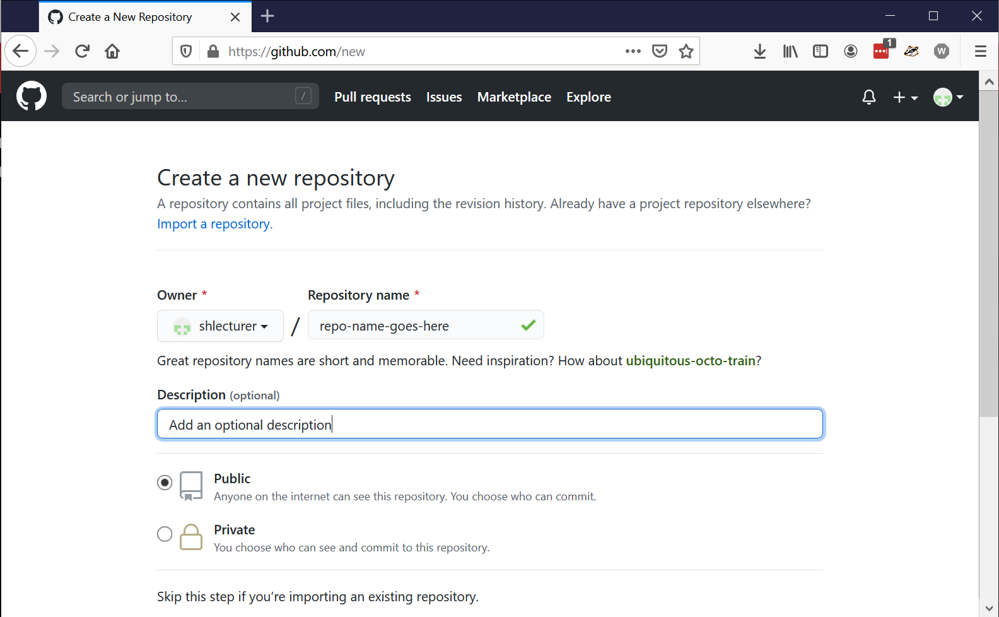 Create a New Repository
https://github.com/new
1
W
Search or jump to...
/
Pull requests
Issues
Marketplace
Explore
Create a new repository
A repository contains all project files, including the revision history. Already have a project repository elsewhere?
Import a repository.
Owner *
Repository name *
shlecturer
/
repo-name-goes-here
Great repository names are short and memorable. Need inspiration? How about ubiquitous-octo-train?
Description (optional)
Add an optional description
Public
Anyone on the internet can see this repository. You choose who can commit.
Private
You choose who can see and commit to this repository.
Skip this step if you’re importing an existing repository.